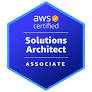 aws
certified
Solutions
Architect
ASSOCIATE